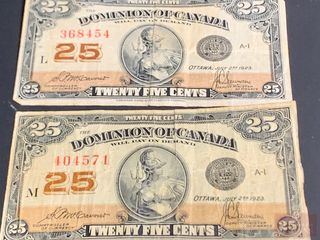 25 25
THE
DOMINION OF CANADA
WILL PAY ON DEMAND
368454
L 25
A-1
OTTAWA, JULY 2ND 1923.
25 TWENTY FIVE CENTS 25
TWENTY FIVE CENTS
25 25
THE
DOMINION OF CANADA
WILL PAY ON DEMAND
404571
M 25
A-1
OTTAWA, JULY 2ND 1923.
25 TWENTY FIVE CENTS 25